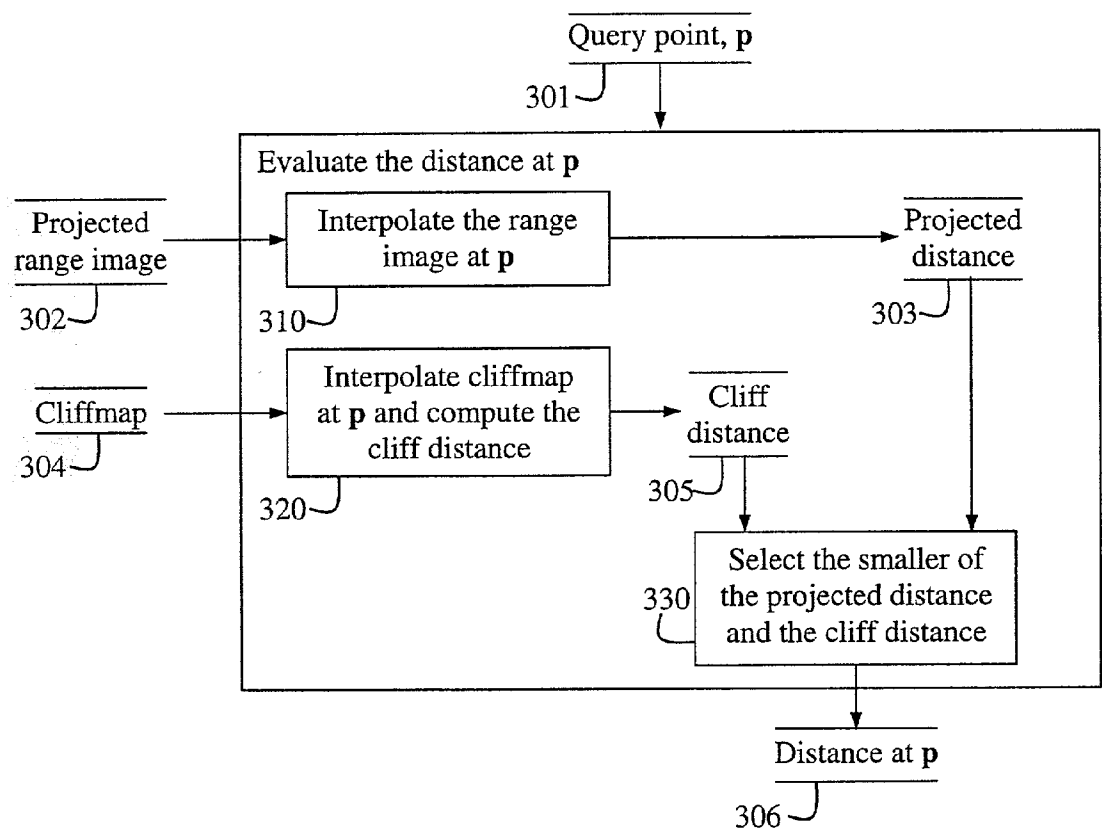 Query point, p
301
Evaluate the distance at p
Projected
range image
302
Interpolate the range
image at p
310
Projected
distance
303
Cliffmap
304
Interpolate cliffmap
at p and compute the
cliff distance
320
Cliff
distance
305
Select the smaller of
the projected distance
and the cliff distance
330
Distance at p
306